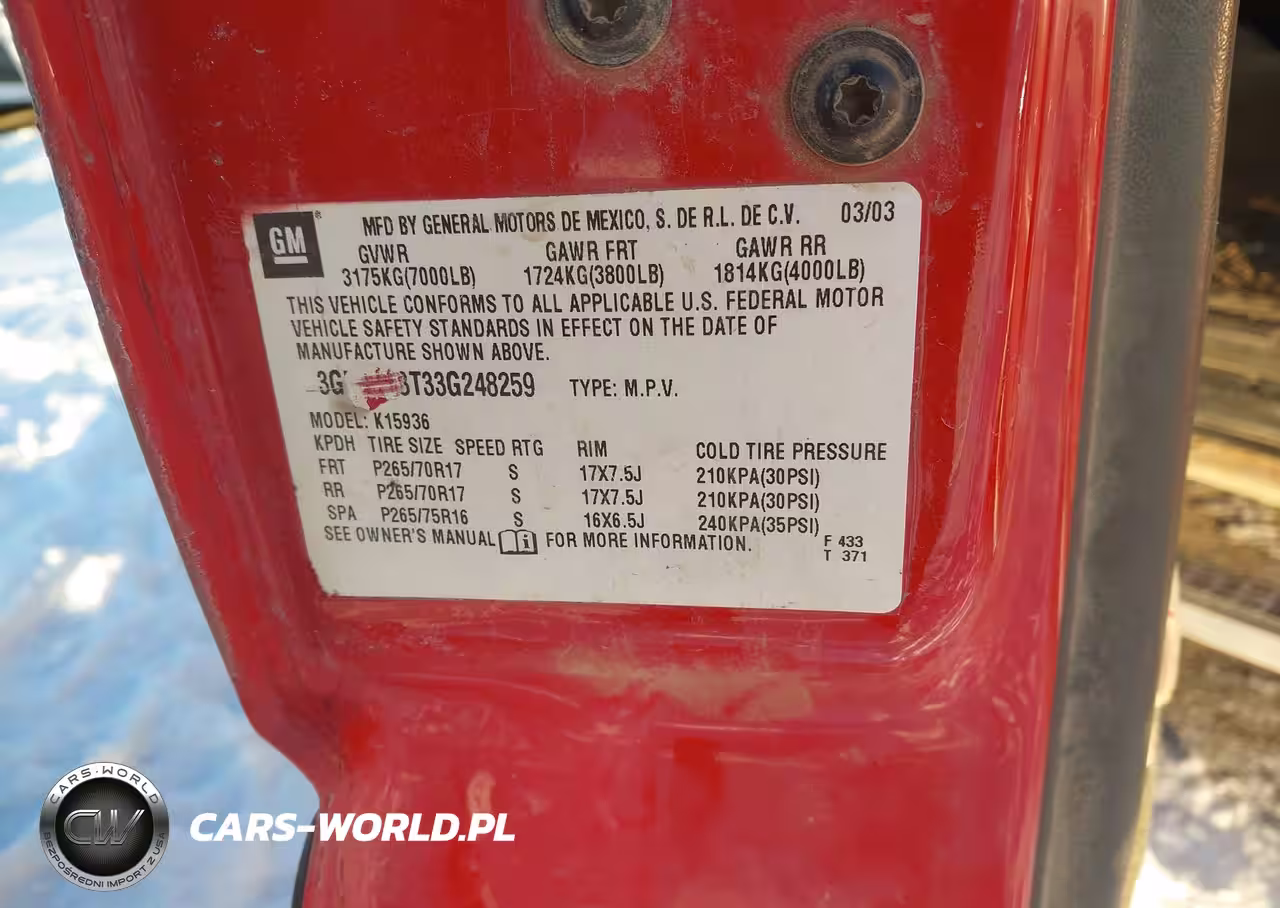 GM
MFD BY GENERAL MOTORS DE MEXICO, S. DE R.L. DE C.V. 03/03
GVWR GAWR FRT GAWR RR
3175KG(7000LB) 1724KG(3800LB) 1814KG(4000LB)
THIS VEHICLE CONFORMS TO ALL APPLICABLE U.S. FEDERAL MOTOR
VEHICLE SAFETY STANDARDS IN EFFECT ON THE DATE OF
MANUFACTURE SHOWN ABOVE.
TYPE: M.P.V.
MODEL: K15936
KPDH TIRE SIZE SPEED RTG RIM COLD TIRE PRESSURE
FRT P265/70R17 S 17X7.5J 210KPA(30PSI)
RR P265/70R17 S 17X7.5J 210KPA(30PSI)
SPA P265/75R16 S 16X6.5J 240KPA(35PSI)
SEE OWNER'S MANUAL FOR MORE INFORMATION.
F 433
T 371
CARS-WORLD
CW
BEZPOŚREDNI IMPORT Z USA
CARS-WORLD.PL